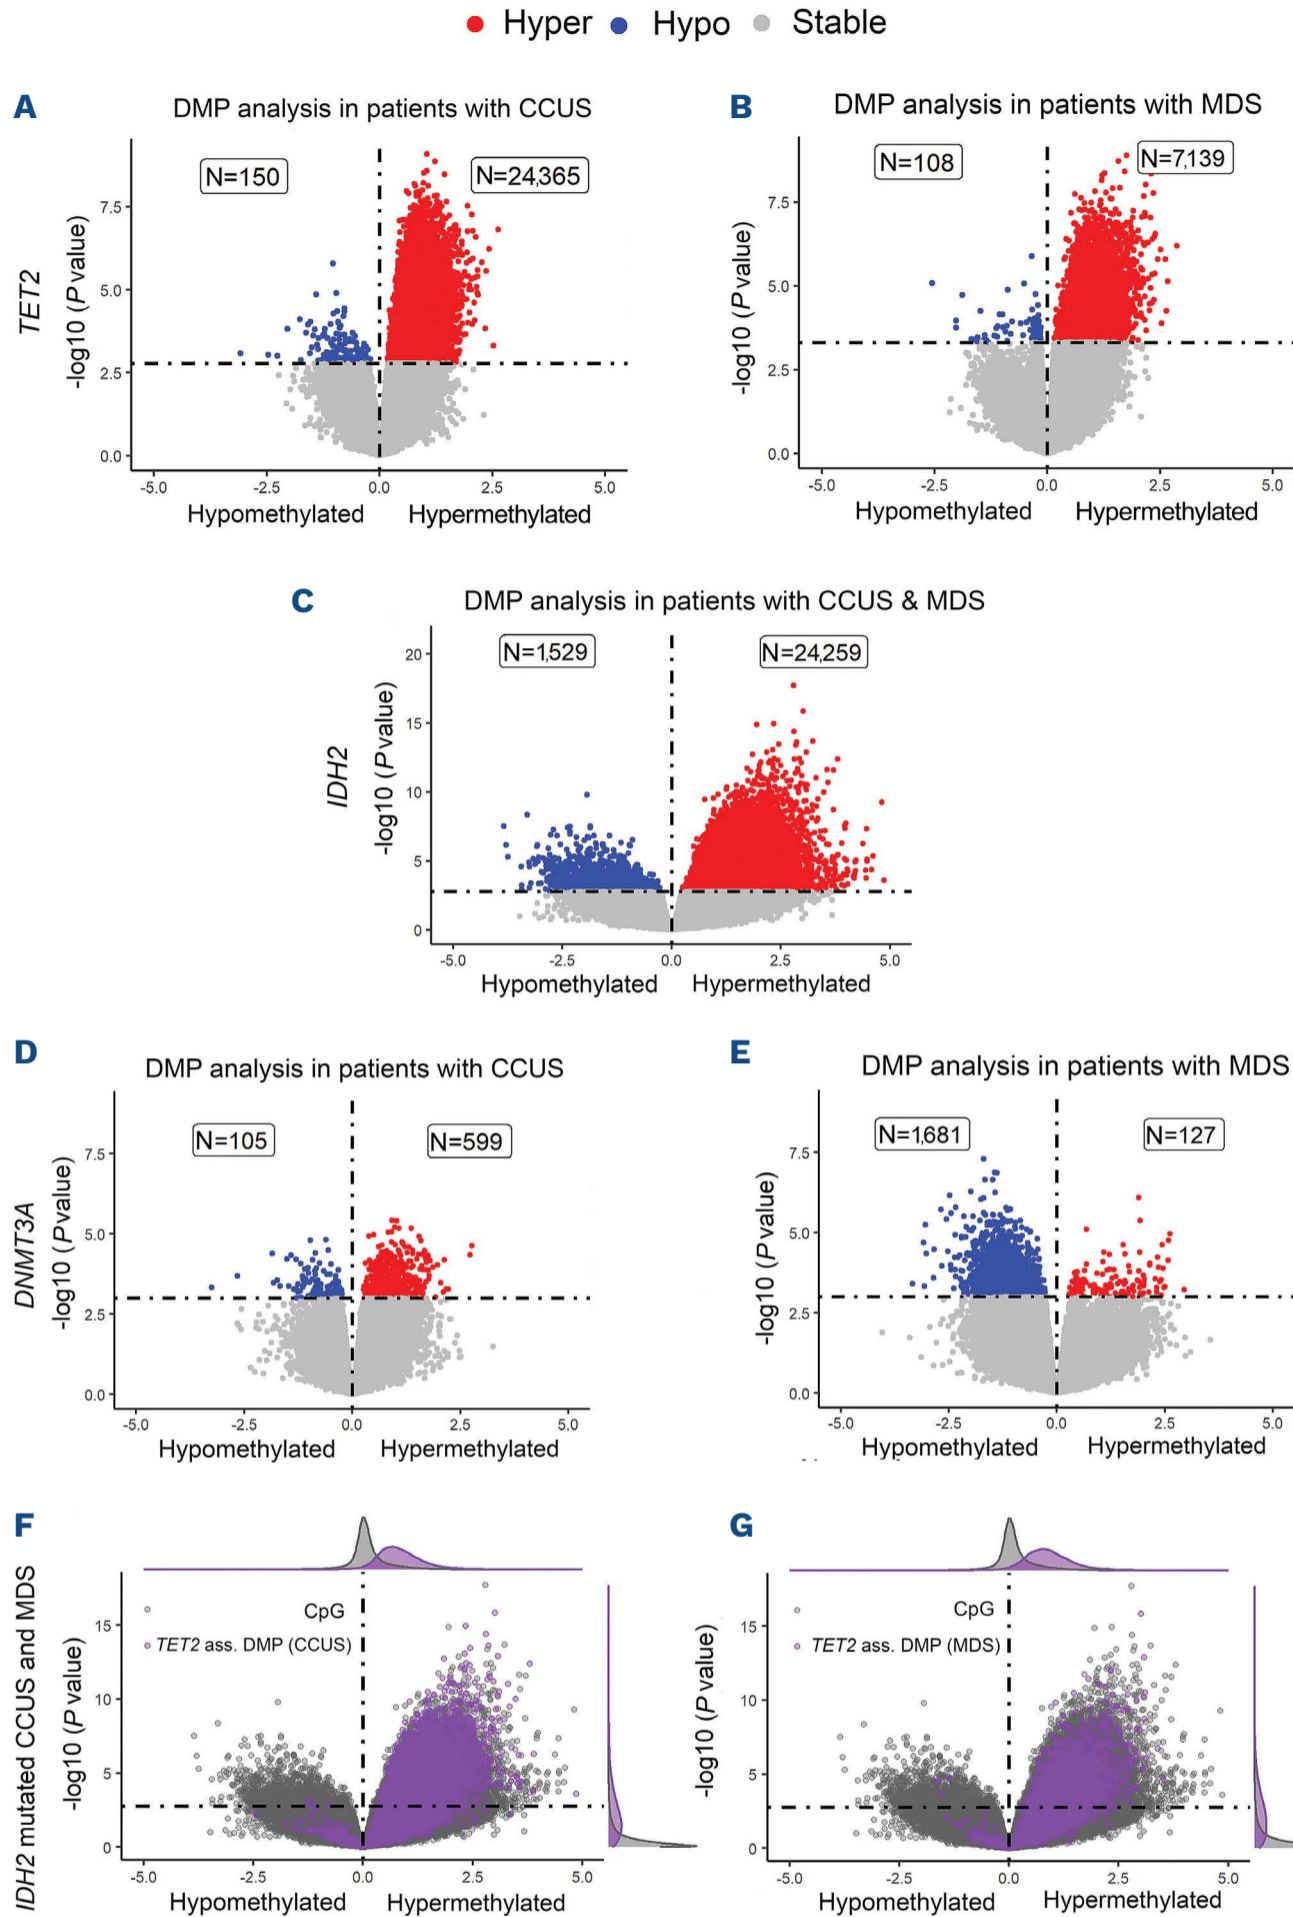 Hyper Hypo Stable
A
DMP analysis in patients with CCUS
N=150
N=24,365
TET2
-log10 (P value)
7.5
5.0
2.5
0.0
-5.0 -2.5 0.0 2.5 5.0
Hypomethylated Hypermethylated
B
DMP analysis in patients with MDS
N=108
N=7,139
-log10 (P value)
7.5
5.0
2.5
0.0
-5.0 -2.5 0.0 2.5 5.0
Hypomethylated Hypermethylated
C
DMP analysis in patients with CCUS & MDS
N=1,529
N=24,259
IDH2
-log10 (P value)
20
15
10
5
0
-5.0 -2.5 0.0 2.5 5.0
Hypomethylated Hypermethylated
D
DMP analysis in patients with CCUS
N=105
N=599
DNMT3A
-log10 (P value)
7.5
5.0
2.5
0.0
-5.0 -2.5 0.0 2.5 5.0
Hypomethylated Hypermethylated
E
DMP analysis in patients with MDS
N=1,681
N=127
-log10 (P value)
7.5
5.0
2.5
0.0
-5.0 -2.5 0.0 2.5 5.0
Hypomethylated Hypermethylated
F
IDH2 mutated CCUS and MDS
CpG
TET2 ass. DMP (CCUS)
-log10 (P value)
15
10
5
0
-5.0 -2.5 0.0 2.5 5.0
Hypomethylated Hypermethylated
G
CpG
TET2 ass. DMP (MDS)
-log10 (P value)
15
10
5
0
-5.0 -2.5 0.0 2.5 5.0
Hypomethylated Hypermethylated